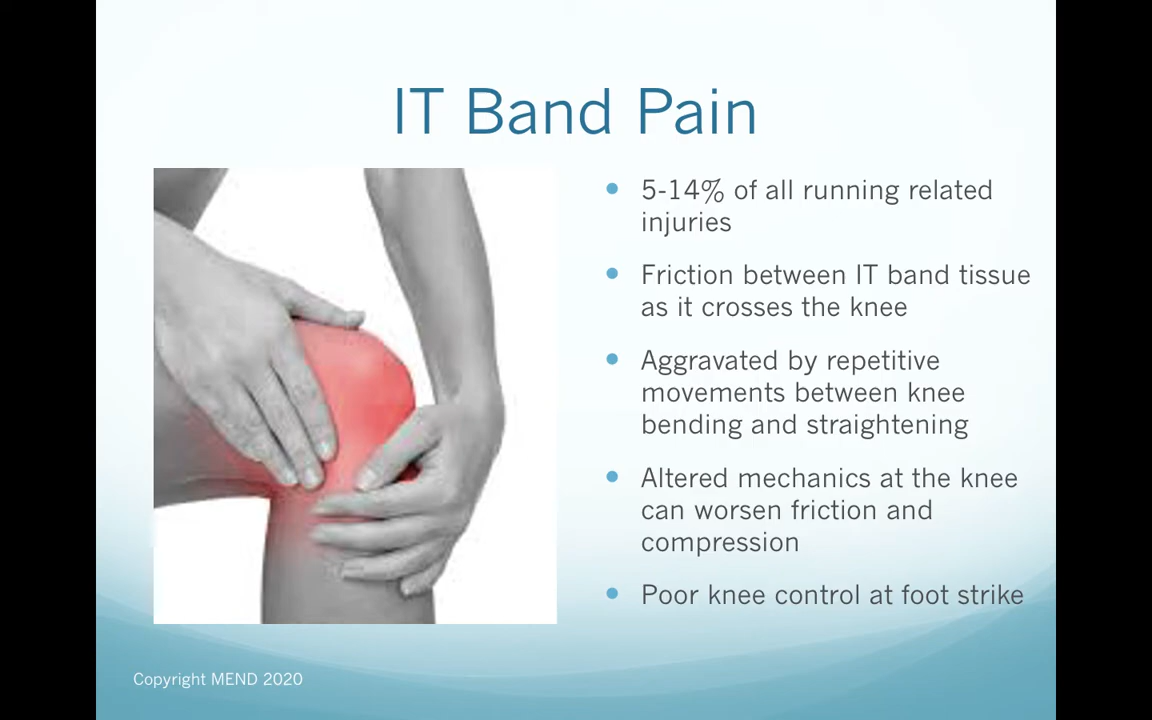 IT Band Pain
5-14% of all running related
injuries
Friction between IT band tissue
as it crosses the knee
Aggravated by repetitive
movements between knee
bending and straightening
Altered mechanics at the knee
can worsen friction and
compression
Poor knee control at foot strike
Copyright MEND 2020